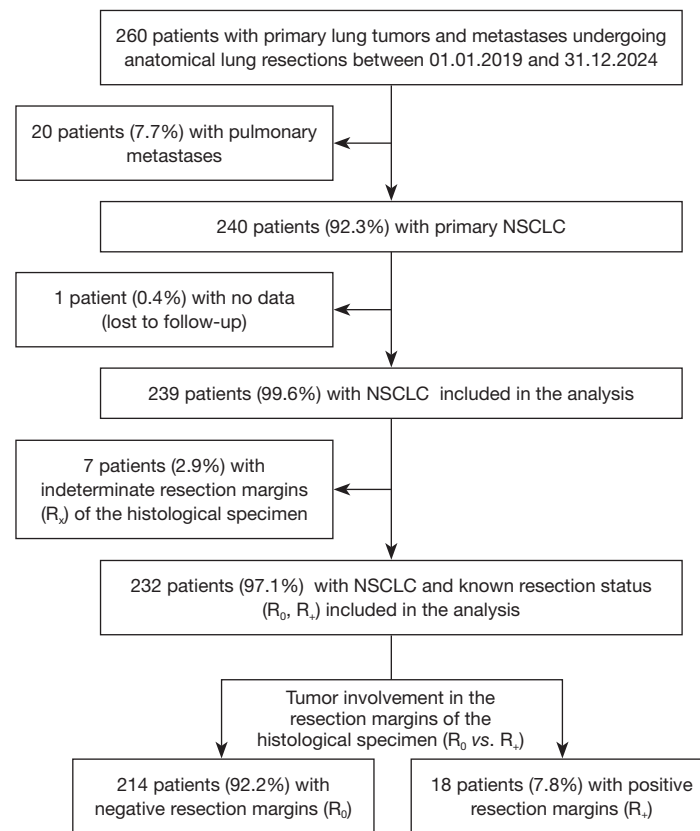 260 patients with primary lung tumors and metastases undergoing
anatomical lung resections between 01.01.2019 and 31.12.2024
20 patients (7.7%) with pulmonary
metastases
240 patients (92.3%) with primary NSCLC
1 patient (0.4%) with no data
(lost to follow-up)
239 patients (99.6%) with NSCLC included in the analysis
7 patients (2.9%) with
indeterminate resection margins
(Rₓ) of the histological specimen
232 patients (97.1%) with NSCLC and known resection status
(R₀, R₊) included in the analysis
Tumor involvement in the
resection margins of the
histological specimen (R₀ vs. R₊)
214 patients (92.2%) with
negative resection margins (R₀)
18 patients (7.8%) with positive
resection margins (R₊)